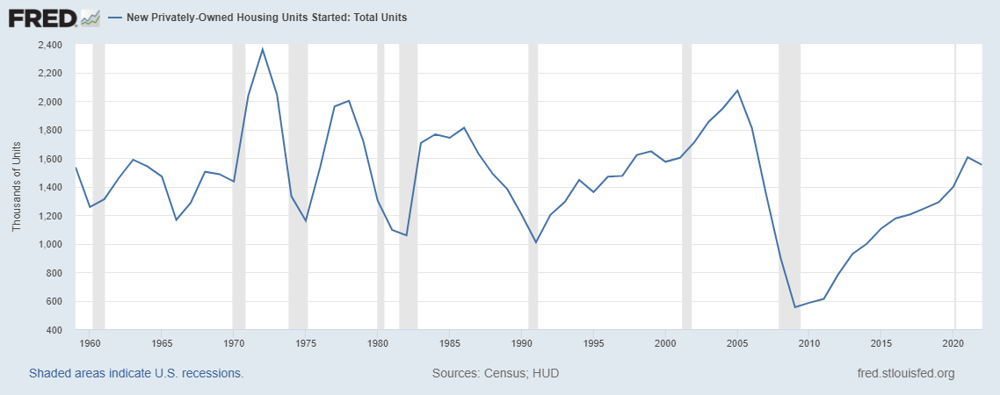 FRED New Privately-Owned Housing Units Started: Total Units
2,400
2,200
2,000
1,800
1,600
1,400
1,200
1,000
800
600
400
Thousands of Units
1960 1965 1970 1975 1980 1985 1990 1995 2000 2005 2010 2015 2020
Shaded areas indicate U.S. recessions. Sources: Census; HUD fred.stlouisfed.org